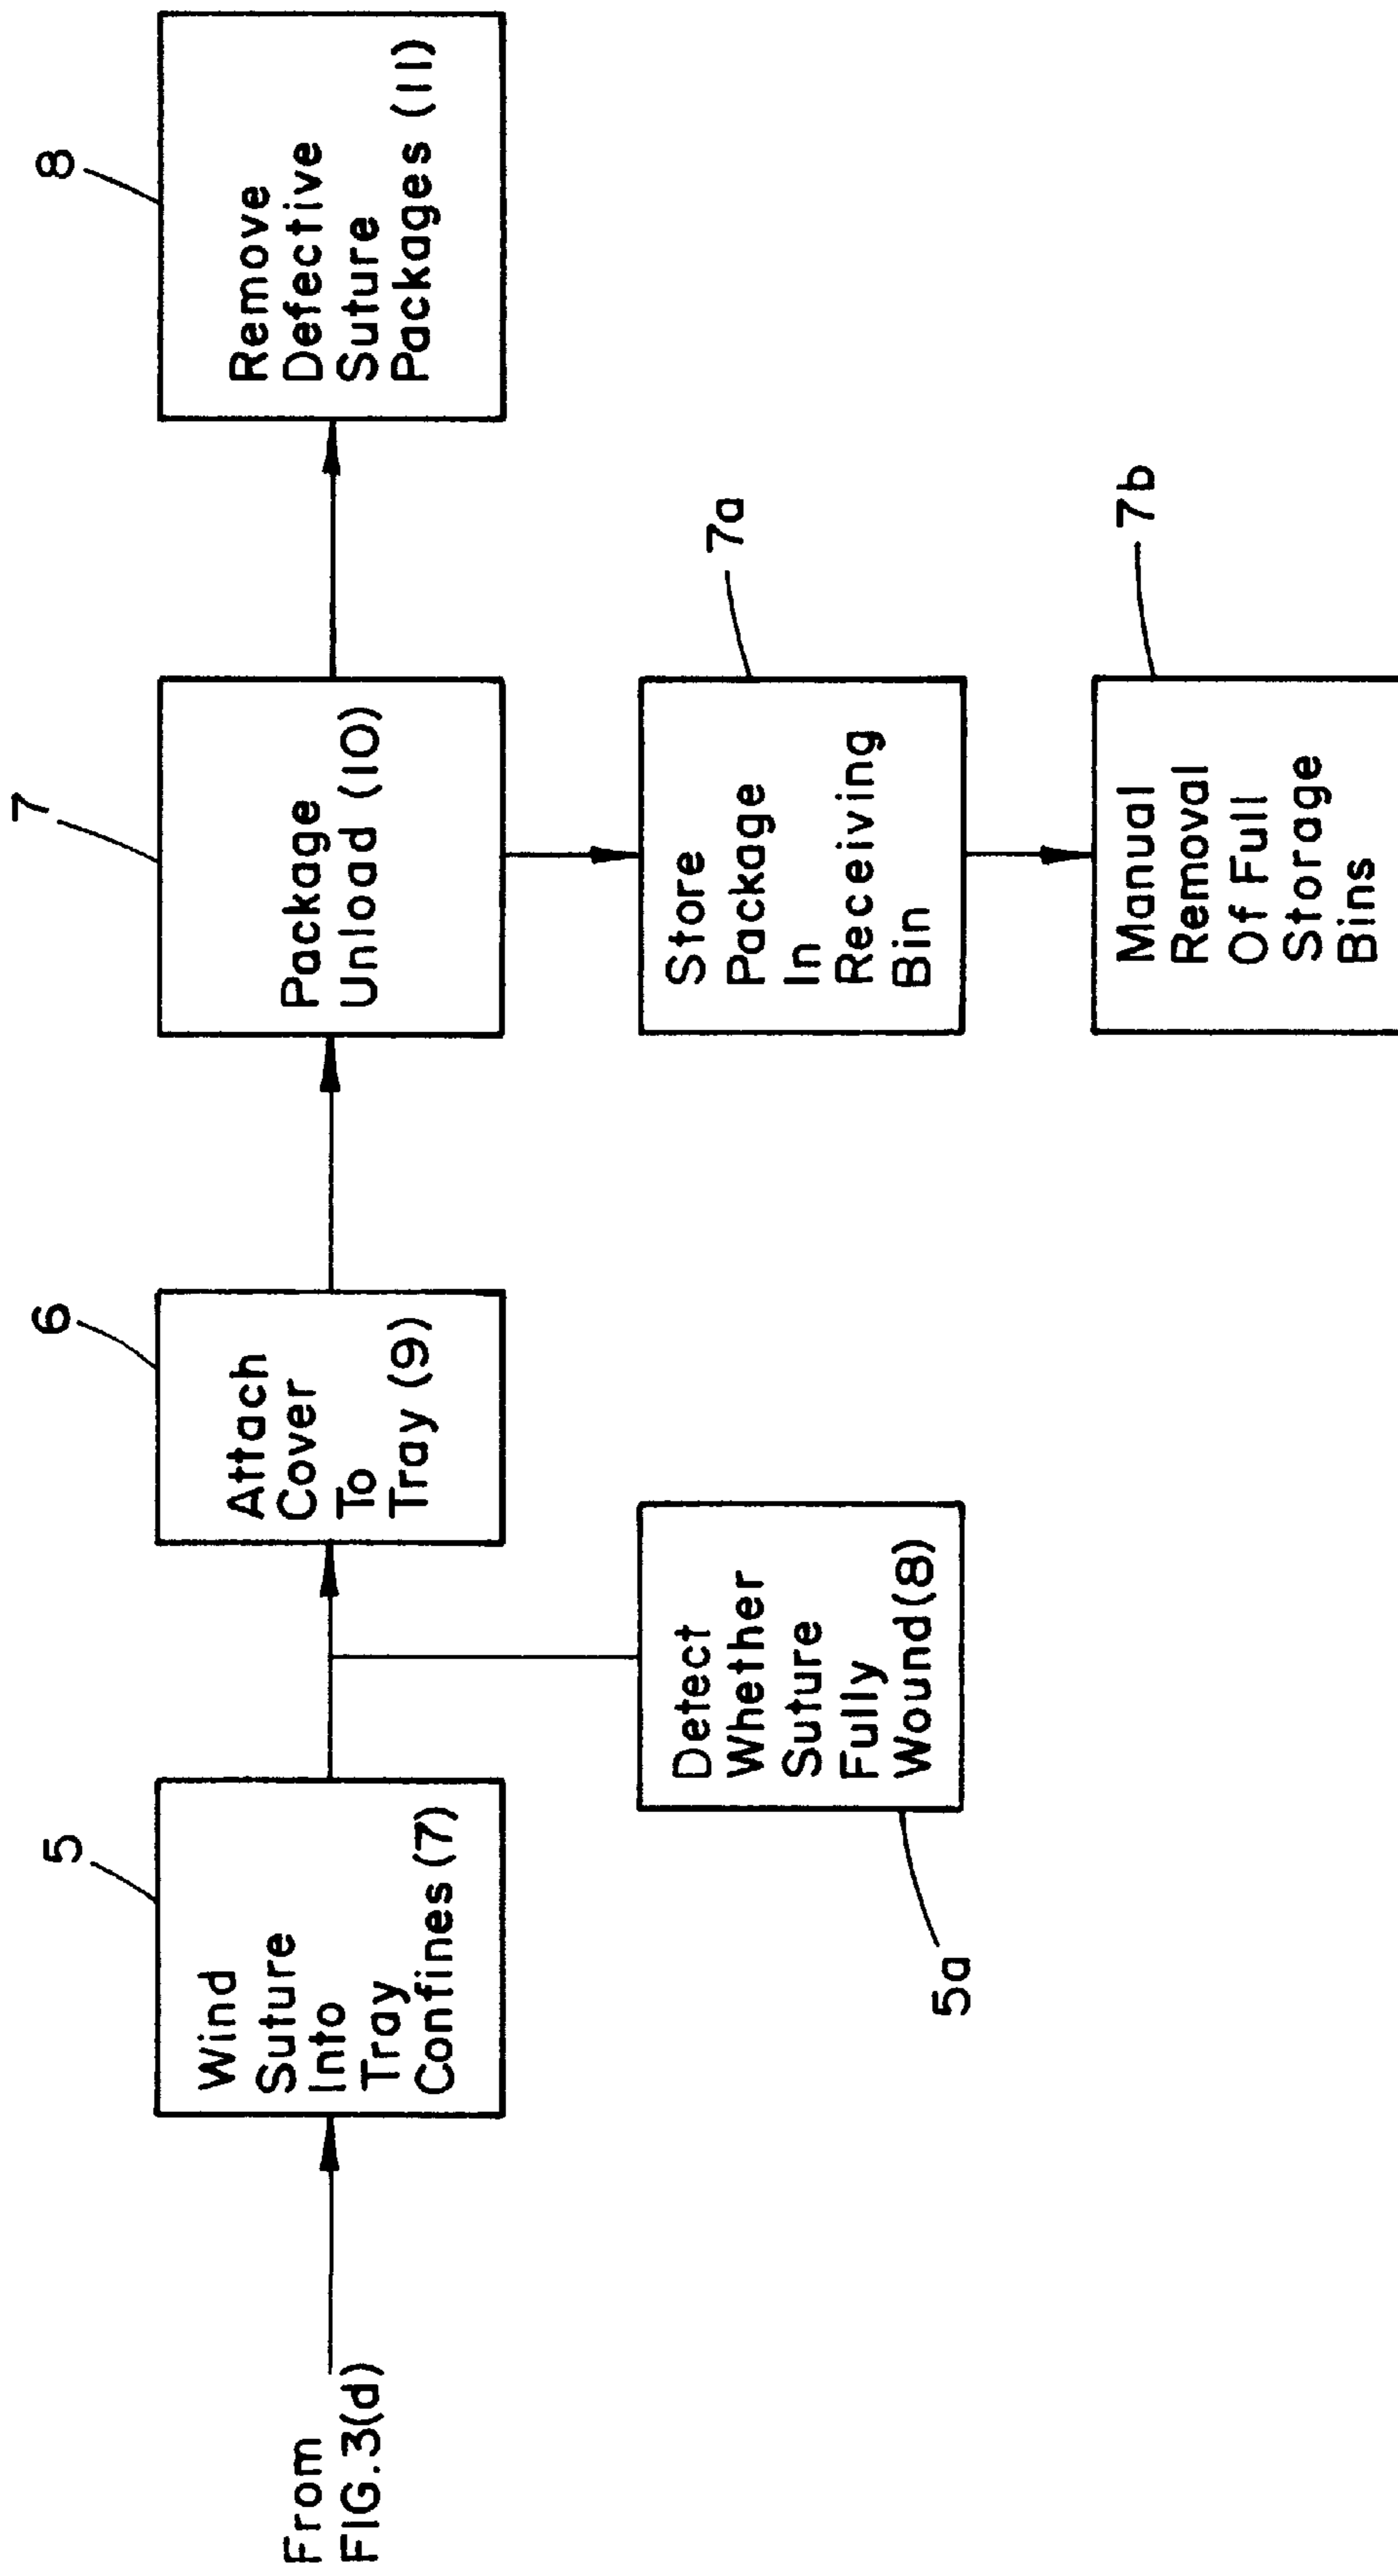 From
FIG.3(d)
5
Wind
Suture
Into
Tray
Confines (7)
5a
Detect
Whether
Suture
Fully
Wound(8)
6
Attach
Cover
To
Tray (9)
7
Package
Unload (10)
7a
Store
Package
In
Receiving
Bin
7b
Manual
Removal
Of Full
Storage
Bins
8
Remove
Defective
Suture
Packages (11)